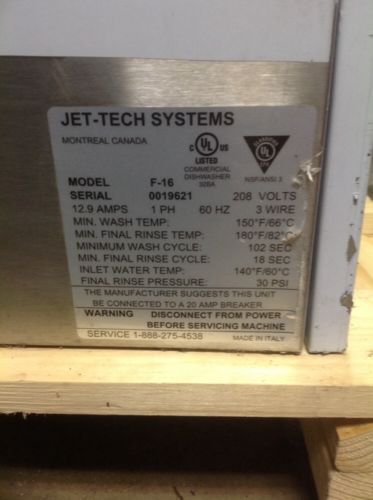 JET-TECH SYSTEMS
MONTREAL CANADA
C UL US
LISTED
COMMERCIAL
DISHWASHER
328A
UL
NSF/ANSI 3
MODEL F-16
SERIAL 0019621 208 VOLTS
12.9 AMPS 1 PH 60 HZ 3 WIRE
MIN. WASH TEMP: 150°F/66°C
MIN. FINAL RINSE TEMP: 180°F/82°C
MINIMUM WASH CYCLE: 102 SEC
MIN. FINAL RINSE CYCLE: 18 SEC
INLET WATER TEMP: 140°F/60°C
FINAL RINSE PRESSURE: 30 PSI
THE MANUFACTURER SUGGESTS THIS UNIT
BE CONNECTED TO A 20 AMP BREAKER
WARNING DISCONNECT FROM POWER
BEFORE SERVICING MACHINE
SERVICE 1-888-275-4538 MADE IN ITALY